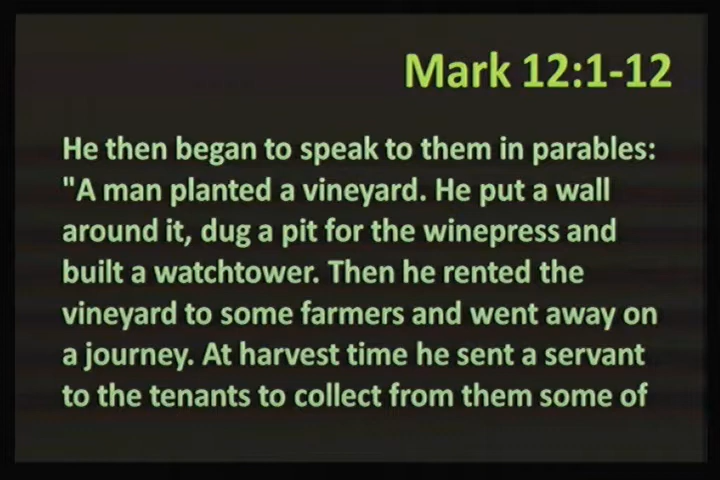 Mark 12:1-12
He then began to speak to them in parables:
"A man planted a vineyard. He put a wall
around it, dug a pit for the winepress and
built a watchtower. Then he rented the
vineyard to some farmers and went away on
a journey. At harvest time he sent a servant
to the tenants to collect from them some of